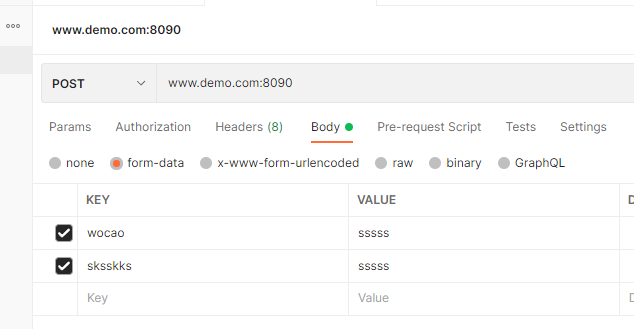 www.demo.com:8090
POST www.demo.com:8090
Params Authorization Headers (8) Body Pre-request Script Tests Settings
none form-data x-www-form-urlencoded raw binary GraphQL
KEY VALUE D
wocao sssss
sksskks sssss
Key Value D